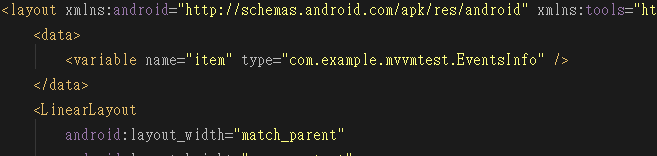 <layout xmlns:android="http://schemas.android.com/apk/res/android" xmlns:tools="ht
<data>
<variable name="item" type="com.example.mvvmtest.EventsInfo" />
</data>
<LinearLayout
android:layout_width="match_parent"